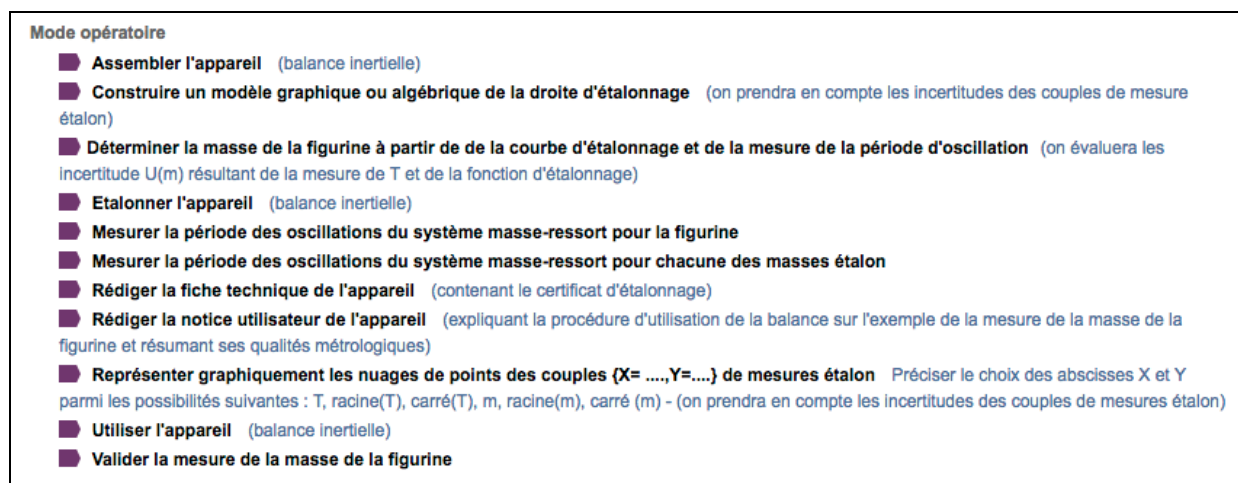 Mode opératoire
Assembler l'appareil (balance inertielle)
Construire un modèle graphique ou algébrique de la droite d'étalonnage (on prendra en compte les incertitudes des couples de mesure
étalon)
Déterminer la masse de la figurine à partir de de la courbe d'étalonnage et de la mesure de la période d'oscillation (on évaluera les
incertitude U(m) résultant de la mesure de T et de la fonction d'étalonnage)
Etalonner l'appareil (balance inertielle)
Mesurer la période des oscillations du système masse-ressort pour la figurine
Mesurer la période des oscillations du système masse-ressort pour chacune des masses étalon
Rédiger la fiche technique de l'appareil (contenant le certificat d'étalonnage)
Rédiger la notice utilisateur de l'appareil (expliquant la procédure d'utilisation de la balance sur l'exemple de la mesure de la masse de la
figurine et résumant ses qualités métrologiques)
Représenter graphiquement les nuages de points des couples {X= ....,Y=....} de mesures étalon Préciser le choix des abscisses X et Y
parmi les possibilités suivantes : T, racine(T), carré(T), m, racine(m), carré (m) - (on prendra en compte les incertitudes des couples de mesures étalon)
Utiliser l'appareil (balance inertielle)
Valider la mesure de la masse de la figurine